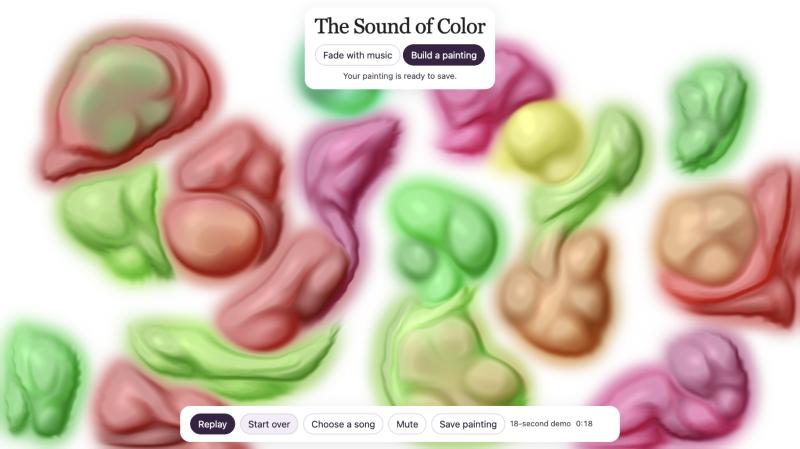 The Sound of Color
Fade with music Build a painting
Your painting is ready to save.
Replay Start over Choose a song Mute Save painting 18-second demo 0:18